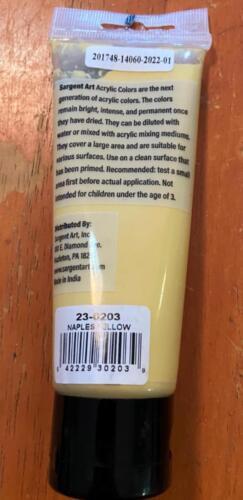 201748-14060-2022-01
Sargent Art Acrylic Colors are the next
generation of acrylic colors. The colors
remain bright, intense, and permanent once
they have dried. They can be diluted with
water or mixed with acrylic mixing mediums.
They cover a large area and are suitable for
various surfaces. Use on a clean surface that
has been primed. Recommended: test a small
area first before actual application. Not
intended for children under the age of 3.
Distributed By:
Sargent Art, Inc.
E. Diamond Ave.
Hazleton, PA 182
www.sargentart.com
Made in India
23-0203
NAPLES YELLOW
42229 30203 9